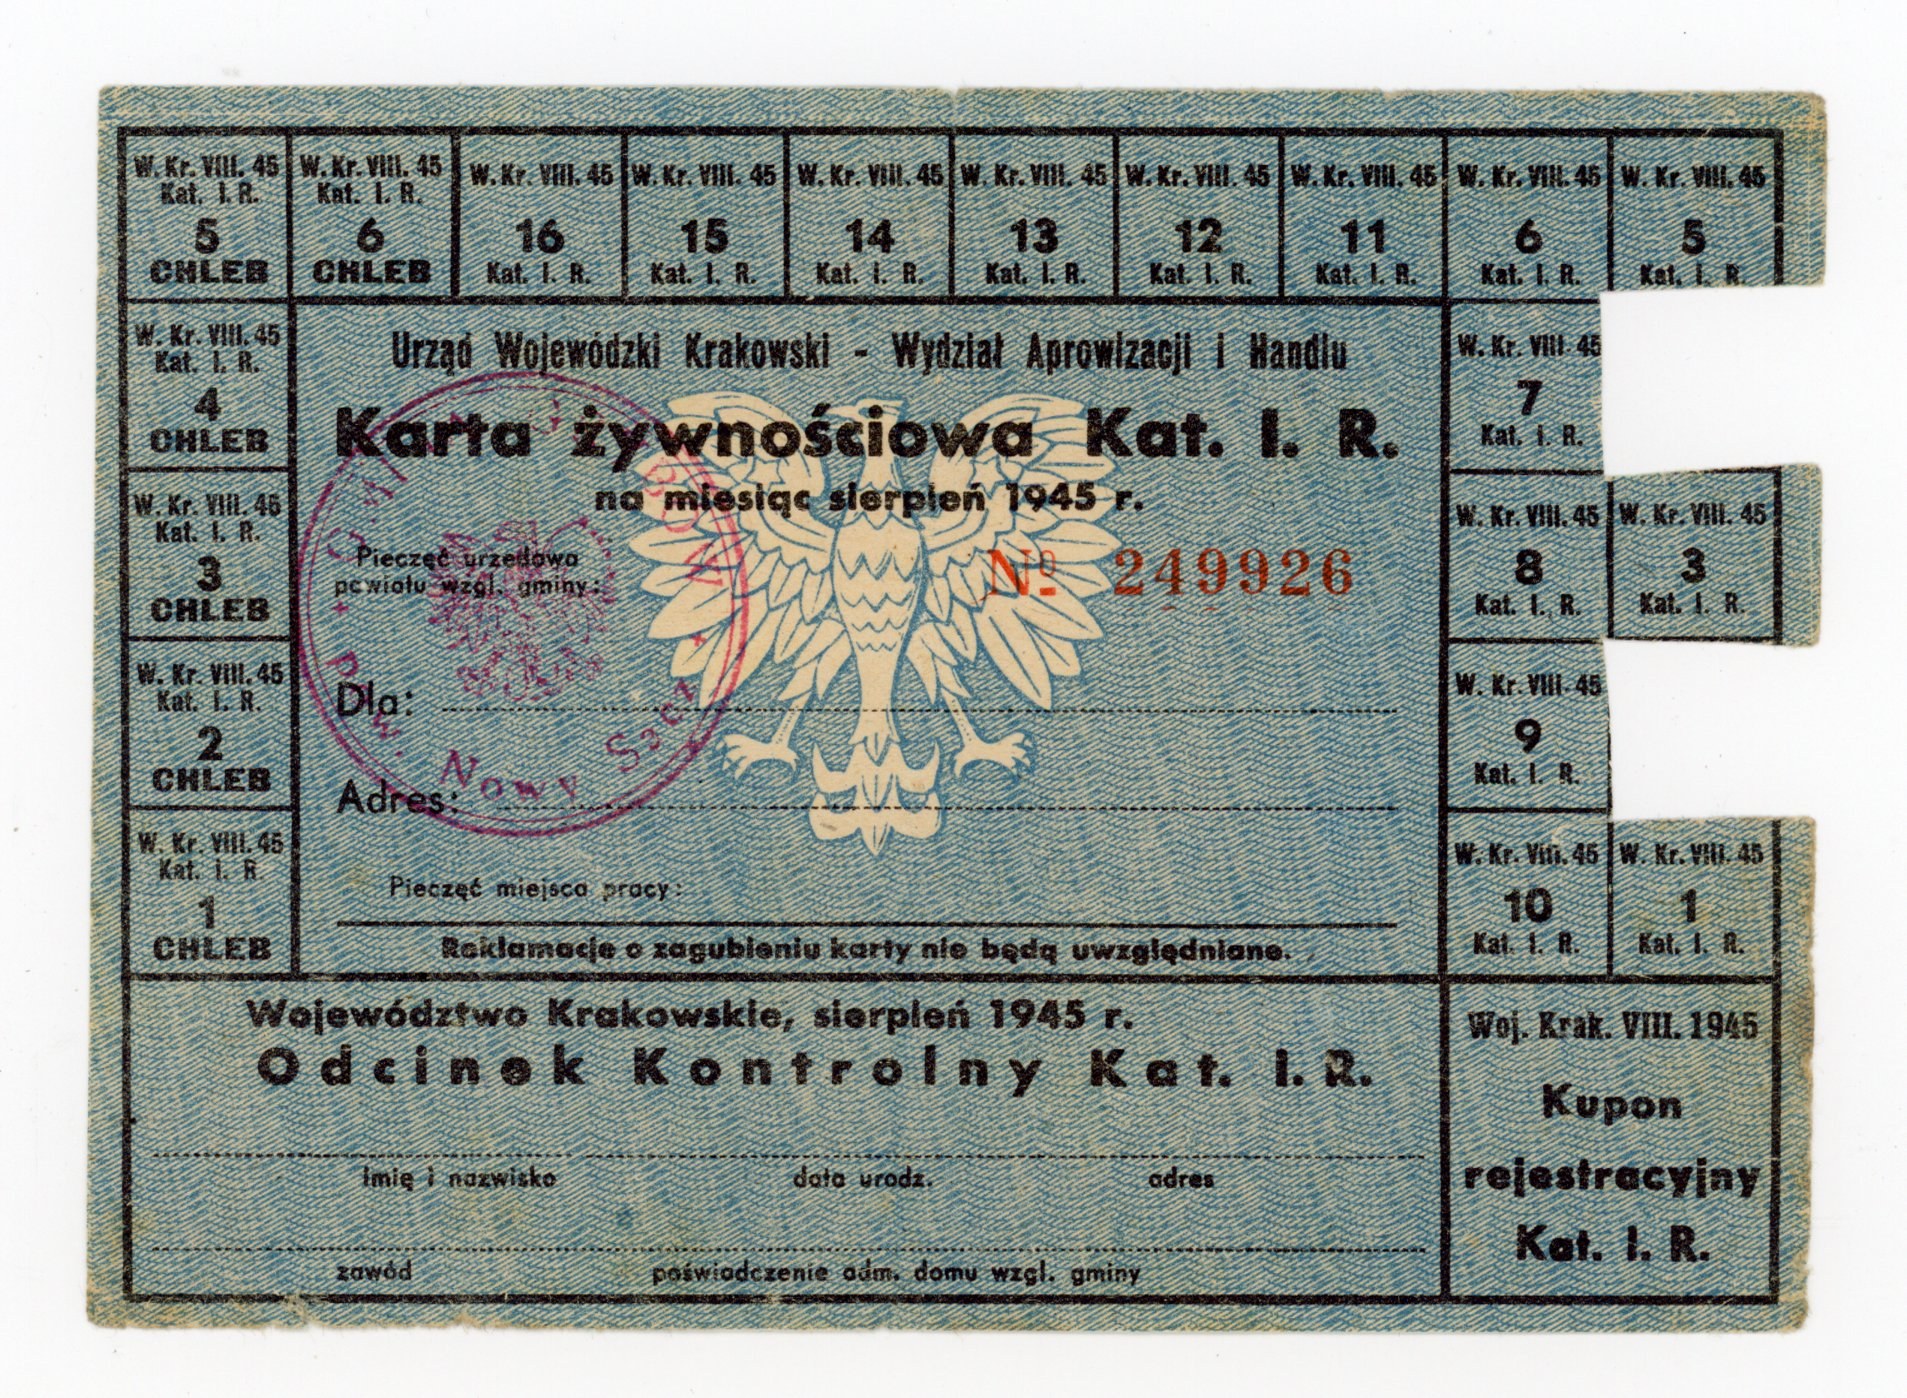 W. Kr. VIII. 45
Kat. I. R.
5
CHLEB
W. Kr. VIII. 45
Kat. I. R.
6
CHLEB
W. Kr. VIII. 45
16
Kat. I. R.
W. Kr. VIII. 45
15
Kat. I. R.
W. Kr. VIII. 45
14
Kat. I. R.
W. Kr. VIII. 45
13
Kat. I. R.
W. Kr. VIII. 45
12
Kat. I. R.
W. Kr. VIII. 45
11
Kat. I. R.
W. Kr. VIII. 45
6
Kat. I. R.
W. Kr. VIII. 45
5
Kat. I. R.
W. Kr. VIII. 45
Kat. I. R.
4
CHLEB
W. Kr. VIII. 45
Kat. I. R.
3
CHLEB
W. Kr. VIII. 45
Kat. I. R.
2
CHLEB
W. Kr. VIII. 45
Kat. I. R.
1
CHLEB
Urząd Wojewódzki Krakowski - Wydział Aprowizacji i Handlu
Karta żywnościowa Kat. I. R.
na miesiąc sierpień 1945 r.
Pieczęć urzędowa
powiatu wzgl. gminy:
No 249926
Dla:
Adres:
Pow. Nowy Sącz
Pieczęć miejsca pracy:
Reklamacje o zagubieniu karty nie będą uwzględniane.
W. Kr. VIII. 45
7
Kat. I. R.
W. Kr. VIII. 45
8
Kat. I. R.
W. Kr. VIII. 45
3
Kat. I. R.
W. Kr. VIII. 45
9
Kat. I. R.
W. Kr. VIII. 45
10
Kat. I. R.
W. Kr. VIII. 45
1
Kat. I. R.
Województwo Krakowskie, sierpień 1945 r.
Odcinek Kontrolny Kat. I. R.
imię i nazwisko data urodz. adres
zawód poświadczenie adm. domu wzgl. gminy
Woj. Krak. VIII. 1945
Kupon
rejestracyjny
Kat. I. R.